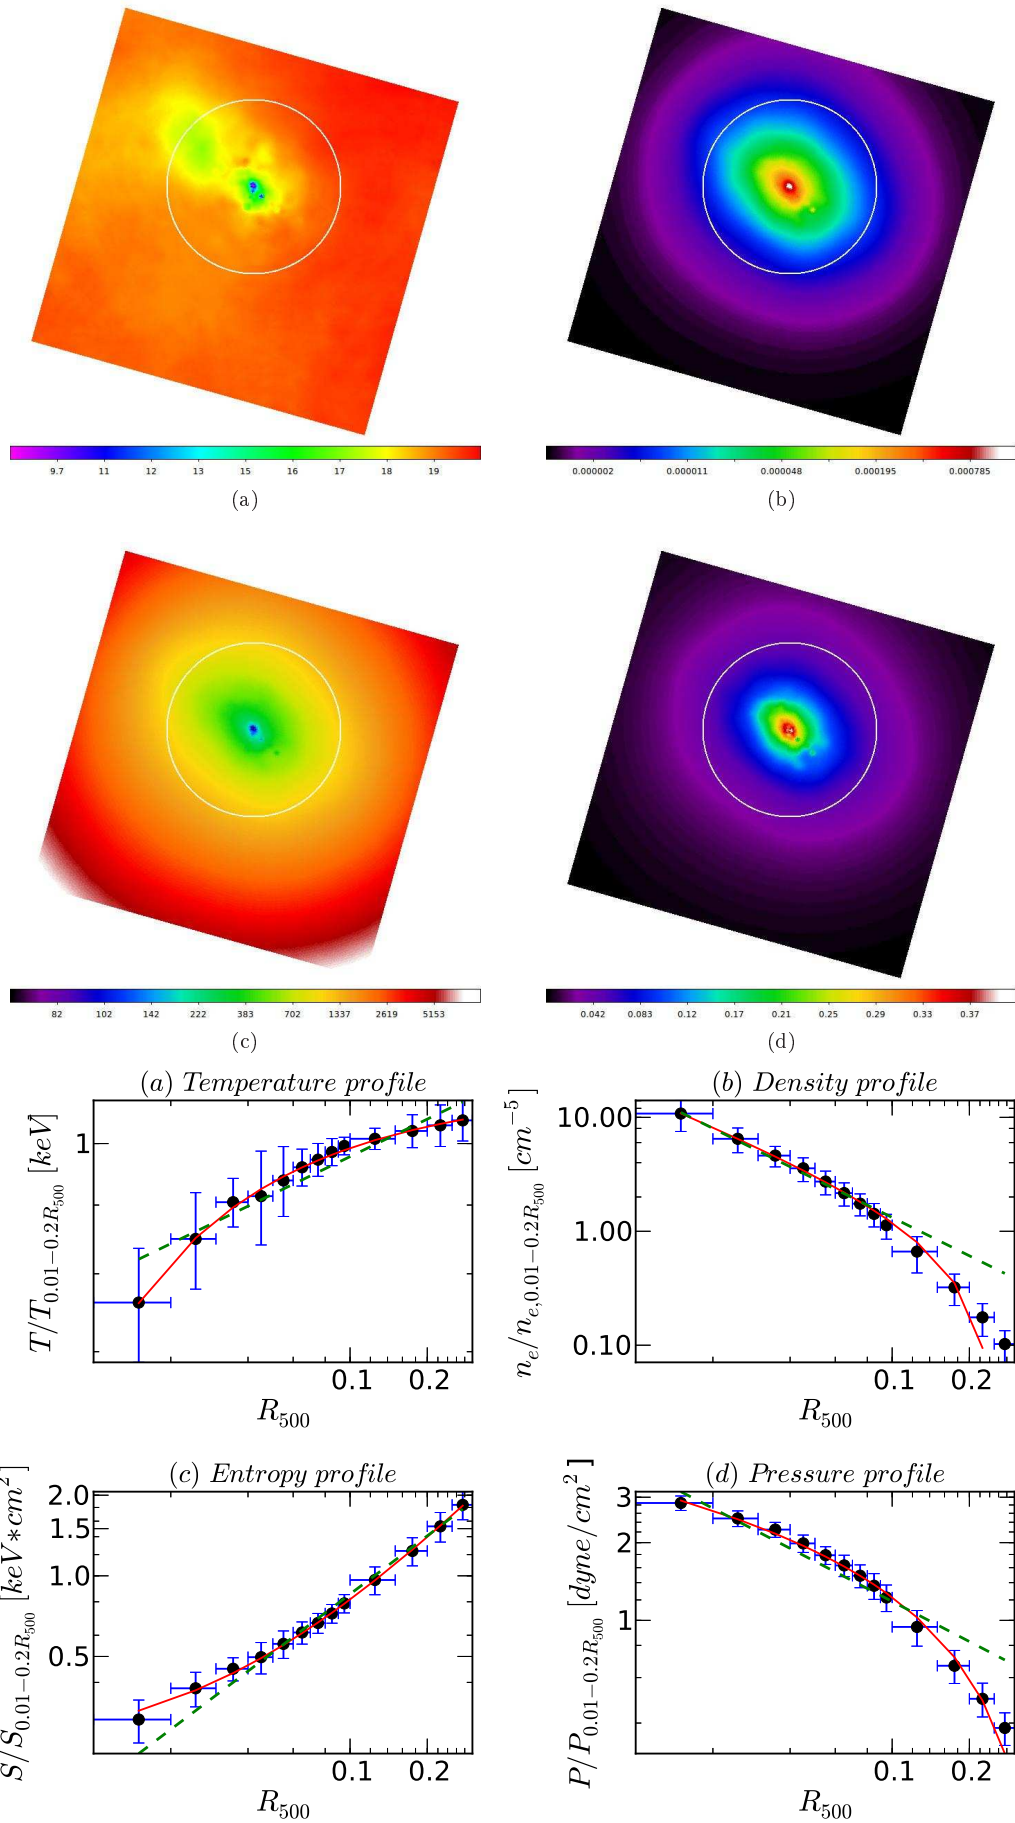 9.7 11 12 13 15 16 17 18 19
0.000002 0.000011 0.000048 0.000195 0.000785
(a) (b)
82 102 142 222 383 702 1337 2619 5153
0.042 0.083 0.12 0.17 0.21 0.25 0.29 0.33 0.37
(c) (d)
(a) Temperature profile
T/T0.01−0.2R500 [keV]
1
0.1 0.2
R500
(b) Density profile
ne/ne,0.01−0.2R500 [cm−5]
10.00
1.00
0.10
0.1 0.2
R500
(c) Entropy profile
S/S0.01−0.2R500 [keV*cm2]
2.0
1.5
1.0
0.5
0.1 0.2
R500
(d) Pressure profile
P/P0.01−0.2R500 [dyne/cm2]
3
2
1
0.1 0.2
R500